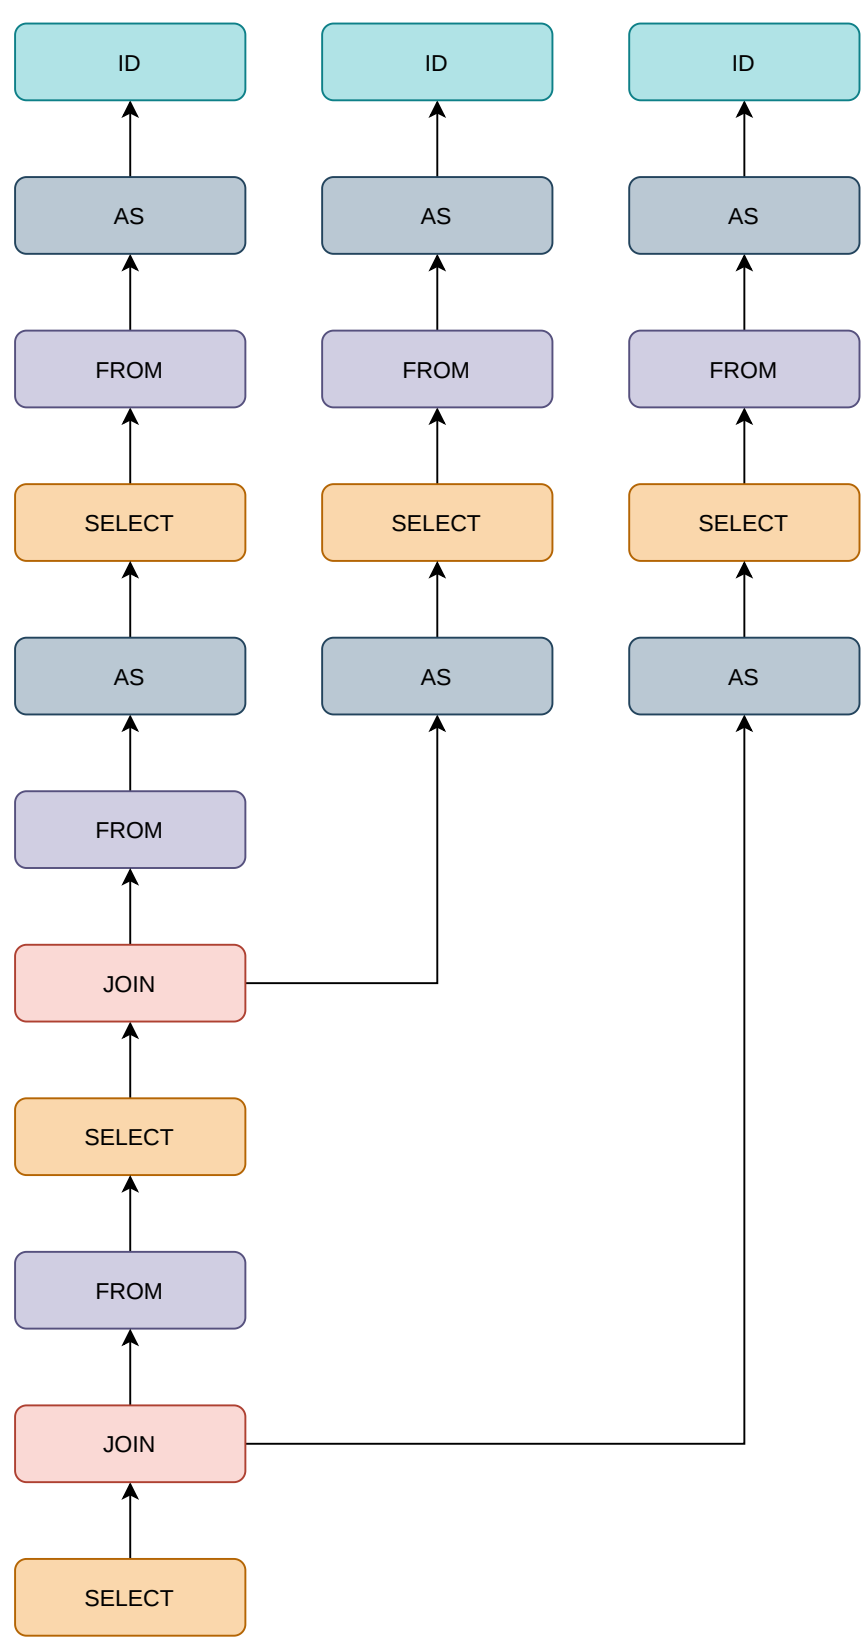 ID ID ID
AS AS AS
FROM FROM FROM
SELECT SELECT SELECT
AS AS AS
FROM
JOIN
SELECT
FROM
JOIN
SELECT